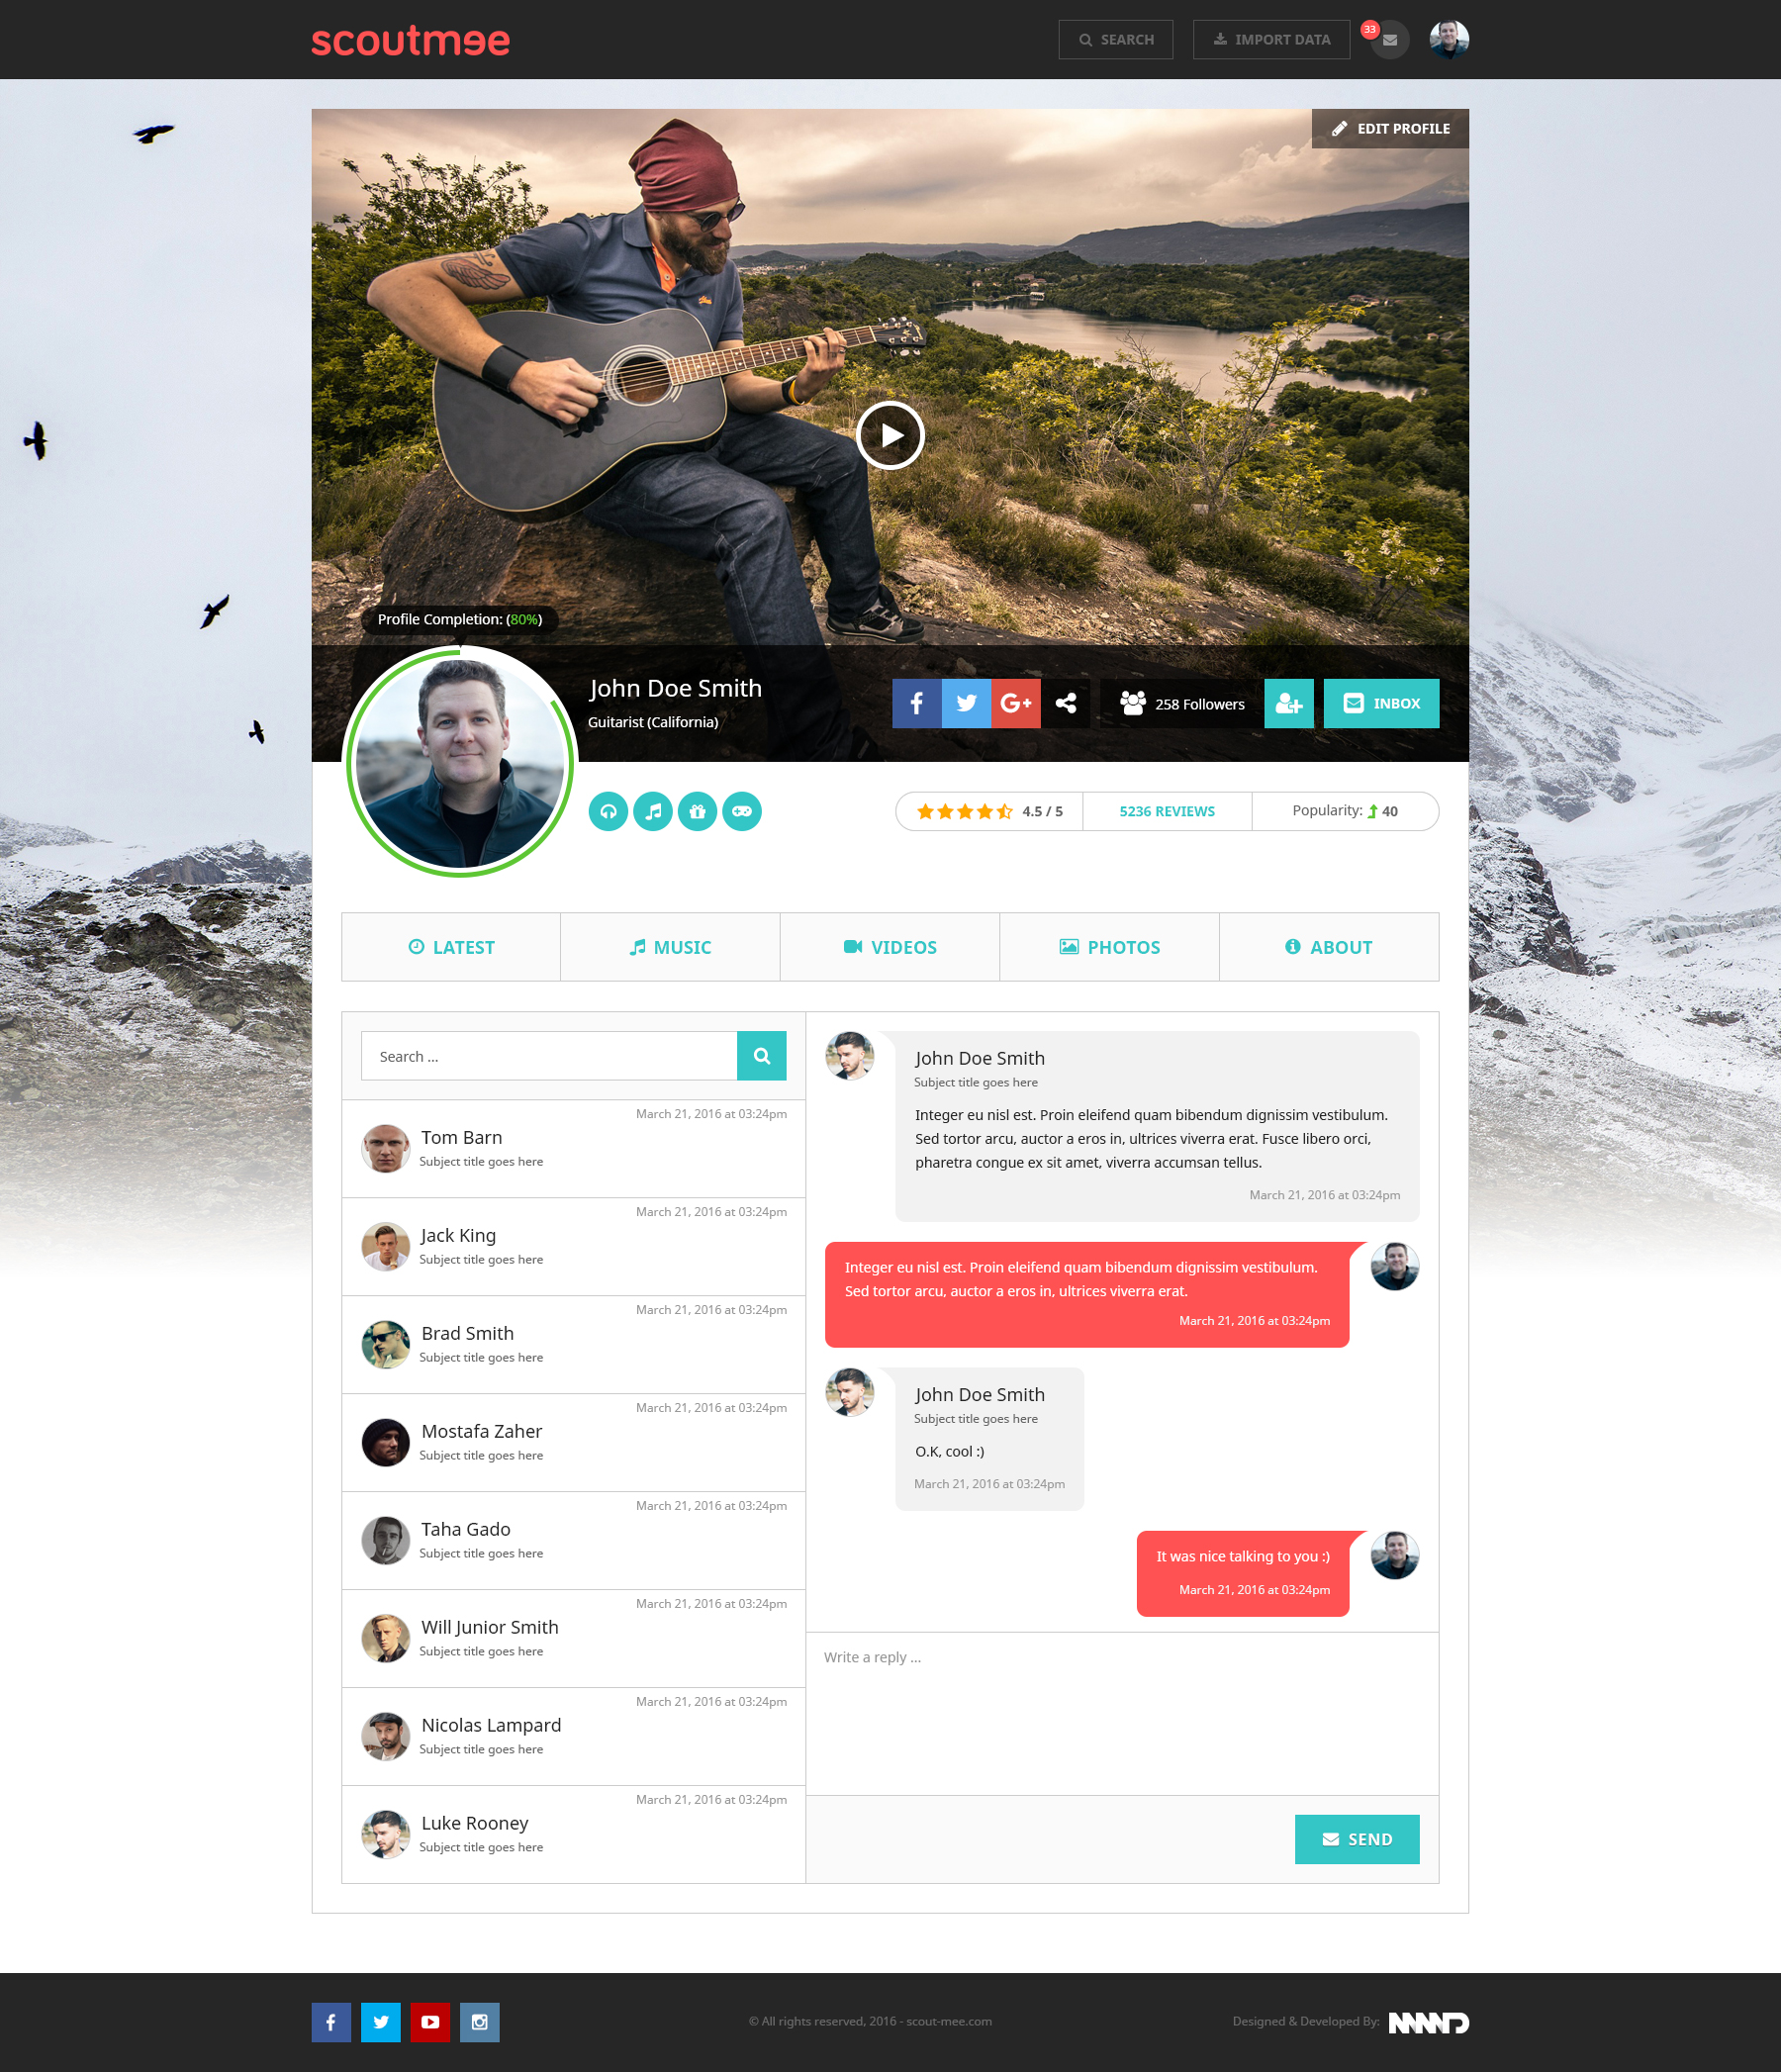 scoutmee
SEARCH
IMPORT DATA
33
EDIT PROFILE
Profile Completion: (80%)
John Doe Smith
Guitarist (California)
258 Followers
INBOX
4.5 / 5
5236 REVIEWS
Popularity: 40
LATEST
MUSIC
VIDEOS
PHOTOS
ABOUT
Search ...
March 21, 2016 at 03:24pm
Tom Barn
Subject title goes here
March 21, 2016 at 03:24pm
Jack King
Subject title goes here
March 21, 2016 at 03:24pm
Brad Smith
Subject title goes here
March 21, 2016 at 03:24pm
Mostafa Zaher
Subject title goes here
March 21, 2016 at 03:24pm
Taha Gado
Subject title goes here
March 21, 2016 at 03:24pm
Will Junior Smith
Subject title goes here
March 21, 2016 at 03:24pm
Nicolas Lampard
Subject title goes here
March 21, 2016 at 03:24pm
Luke Rooney
Subject title goes here
John Doe Smith
Subject title goes here
Integer eu nisl est. Proin eleifend quam bibendum dignissim vestibulum.
Sed tortor arcu, auctor a eros in, ultrices viverra erat. Fusce libero orci,
pharetra congue ex sit amet, viverra accumsan tellus.
March 21, 2016 at 03:24pm
Integer eu nisl est. Proin eleifend quam bibendum dignissim vestibulum.
Sed tortor arcu, auctor a eros in, ultrices viverra erat.
March 21, 2016 at 03:24pm
John Doe Smith
Subject title goes here
O.K, cool :)
March 21, 2016 at 03:24pm
It was nice talking to you :)
March 21, 2016 at 03:24pm
Write a reply ...
SEND
© All rights reserved, 2016 - scout-mee.com
Designed & Developed By: